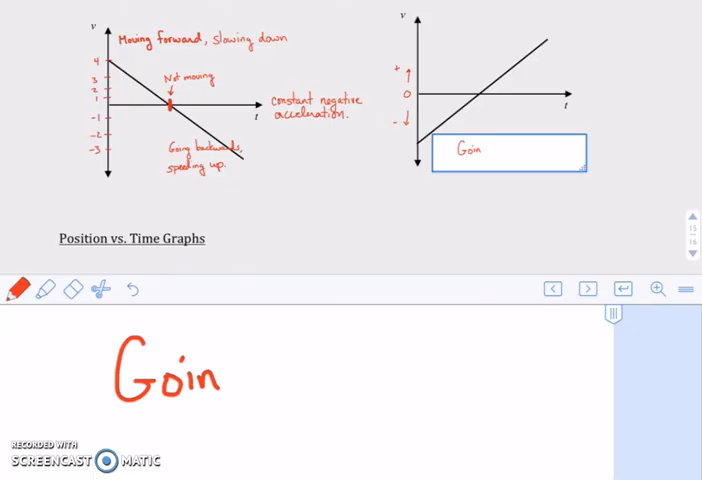 v
Moving forward, slowing down
4
3
2
1
-1
-2
-3
Not moving
t
constant negative
acceleration.
Going backwards,
speeding up.
v
+
0
-
t
Goin
15
16
Position vs. Time Graphs
Goin
RECORDED WITH
SCREENCAST MATIC